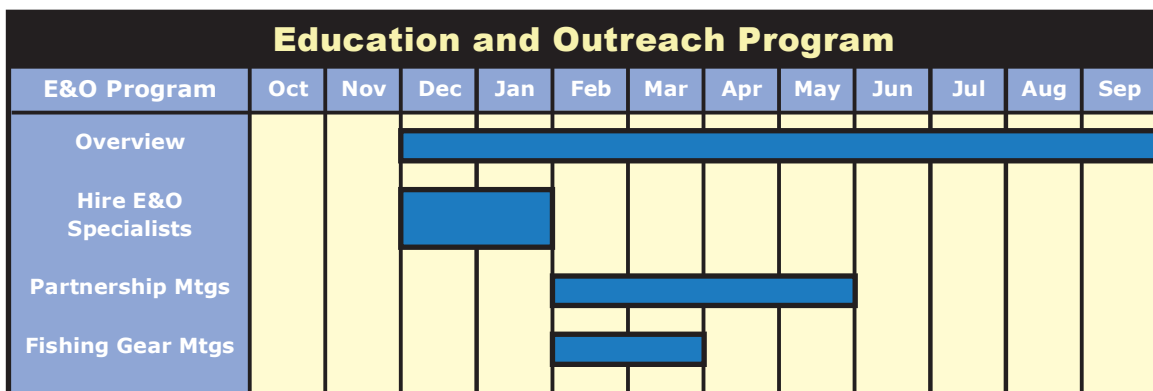 Education and Outreach Program
E&O Program Oct Nov Dec Jan Feb Mar Apr May Jun Jul Aug Sep
Overview
Hire E&O
Specialists
Partnership Mtgs
Fishing Gear Mtgs